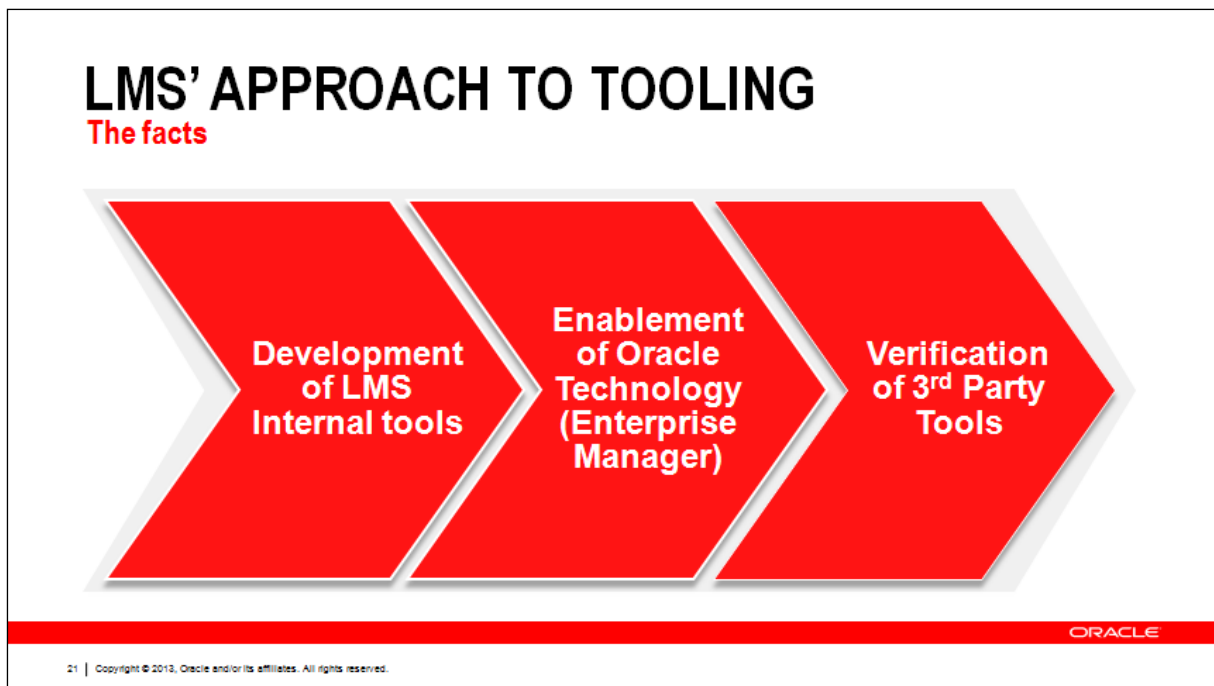 LMS’ APPROACH TO TOOLING
The facts
Development
of LMS
Internal tools
Enablement
of Oracle
Technology
(Enterprise
Manager)
Verification
of 3rd Party
Tools
ORACLE
21 | Copyright © 2013, Oracle and/or its affiliates. All rights reserved.